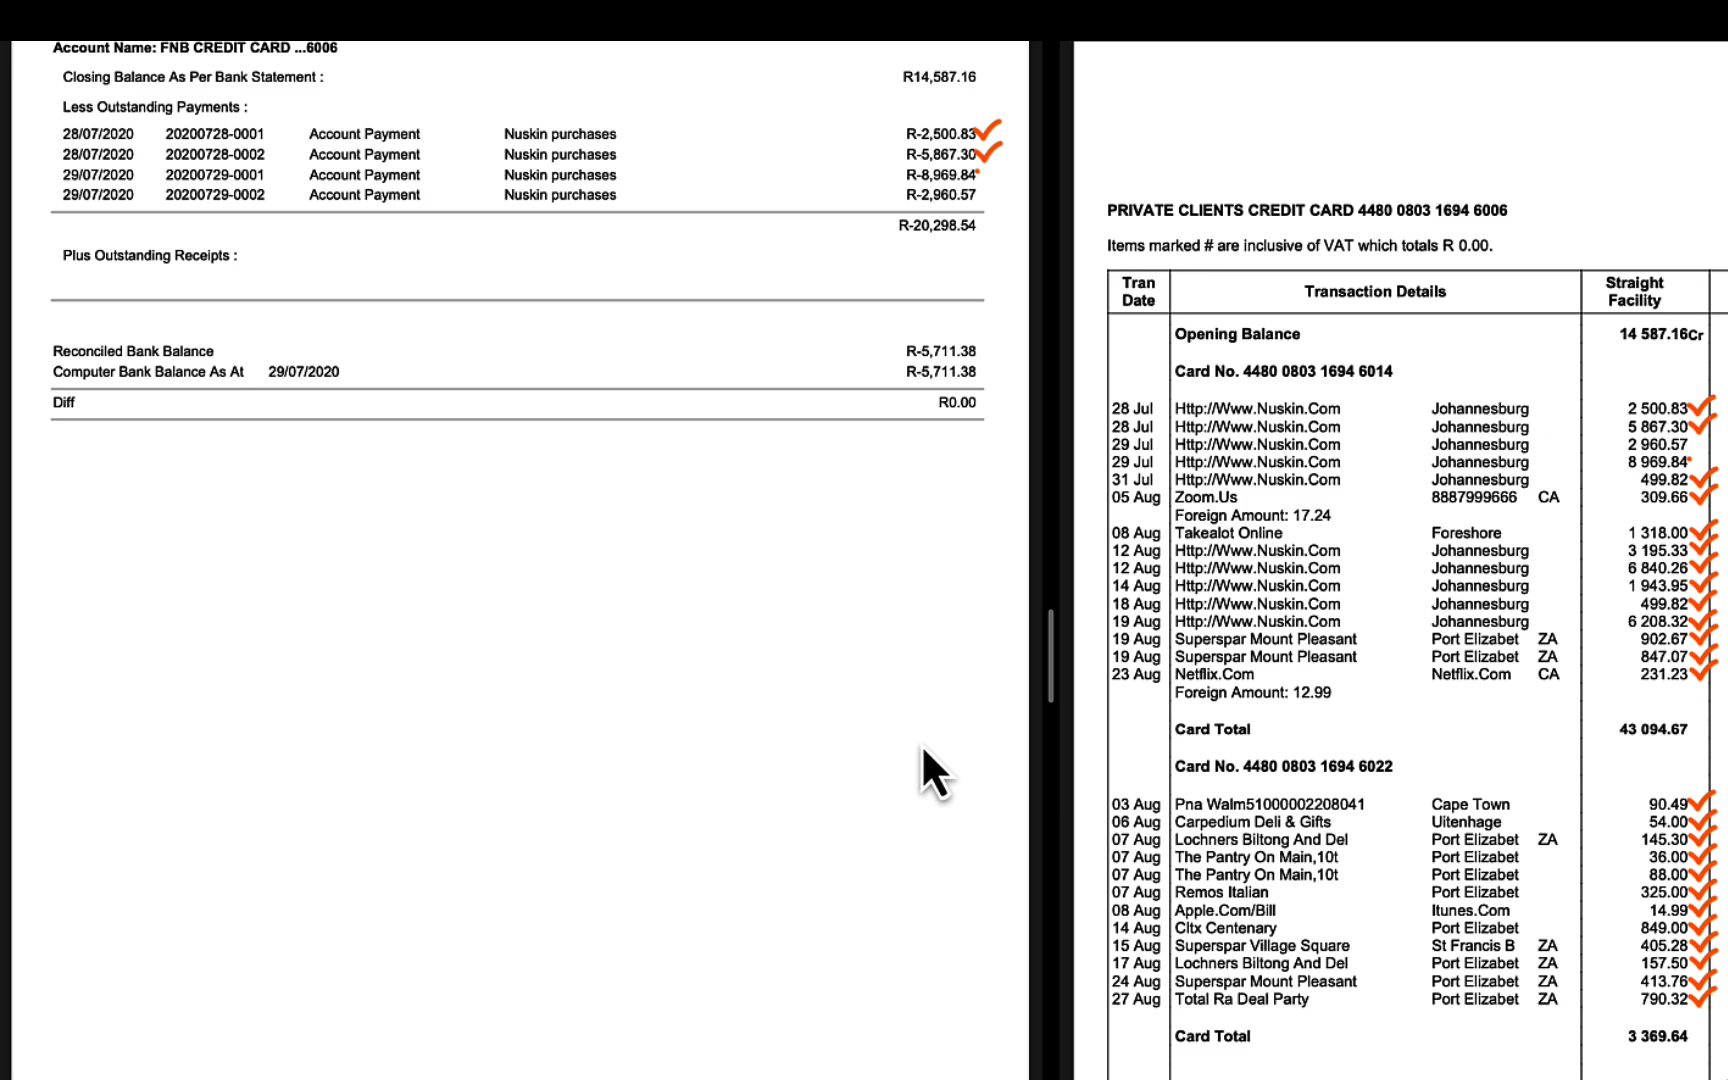 Account Name: FNB CREDIT CARD ...6006
Closing Balance As Per Bank Statement : R14,587.16
Less Outstanding Payments :
28/07/2020 20200728-0001 Account Payment Nuskin purchases R-2,500.83
28/07/2020 20200728-0002 Account Payment Nuskin purchases R-5,867.30
29/07/2020 20200729-0001 Account Payment Nuskin purchases R-8,969.84
29/07/2020 20200729-0002 Account Payment Nuskin purchases R-2,960.57
R-20,298.54
Plus Outstanding Receipts :
Reconciled Bank Balance R-5,711.38
Computer Bank Balance As At 29/07/2020 R-5,711.38
Diff R0.00
PRIVATE CLIENTS CREDIT CARD 4480 0803 1694 6006
Items marked # are inclusive of VAT which totals R 0.00.
Tran Date Transaction Details Straight Facility
Opening Balance 14 587.16Cr
Card No. 4480 0803 1694 6014
28 Jul Http://Www.Nuskin.Com Johannesburg 2 500.83
28 Jul Http://Www.Nuskin.Com Johannesburg 5 867.30
29 Jul Http://Www.Nuskin.Com Johannesburg 2 960.57
29 Jul Http://Www.Nuskin.Com Johannesburg 8 969.84
31 Jul Http://Www.Nuskin.Com Johannesburg 499.82
05 Aug Zoom.Us 8887999666 CA 309.66
Foreign Amount: 17.24
08 Aug Takealot Online Foreshore 1 318.00
12 Aug Http://Www.Nuskin.Com Johannesburg 3 195.33
12 Aug Http://Www.Nuskin.Com Johannesburg 6 840.26
14 Aug Http://Www.Nuskin.Com Johannesburg 1 943.95
18 Aug Http://Www.Nuskin.Com Johannesburg 499.82
19 Aug Http://Www.Nuskin.Com Johannesburg 6 208.32
19 Aug Superspar Mount Pleasant Port Elizabet ZA 902.67
19 Aug Superspar Mount Pleasant Port Elizabet ZA 847.07
23 Aug Netflix.Com Netflix.Com CA 231.23
Foreign Amount: 12.99
Card Total 43 094.67
Card No. 4480 0803 1694 6022
03 Aug Pna Walm51000002208041 Cape Town 90.49
06 Aug Carpedium Deli & Gifts Uitenhage 54.00
07 Aug Lochners Biltong And Del Port Elizabet ZA 145.30
07 Aug The Pantry On Main,10t Port Elizabet 36.00
07 Aug The Pantry On Main,10t Port Elizabet 88.00
07 Aug Remos Italian Port Elizabet 325.00
08 Aug Apple.Com/Bill Itunes.Com 14.99
14 Aug Cltx Centenary Port Elizabet 849.00
15 Aug Superspar Village Square St Francis B ZA 405.28
17 Aug Lochners Biltong And Del Port Elizabet ZA 157.50
24 Aug Superspar Mount Pleasant Port Elizabet ZA 413.76
27 Aug Total Ra Deal Party Port Elizabet ZA 790.32
Card Total 3 369.64